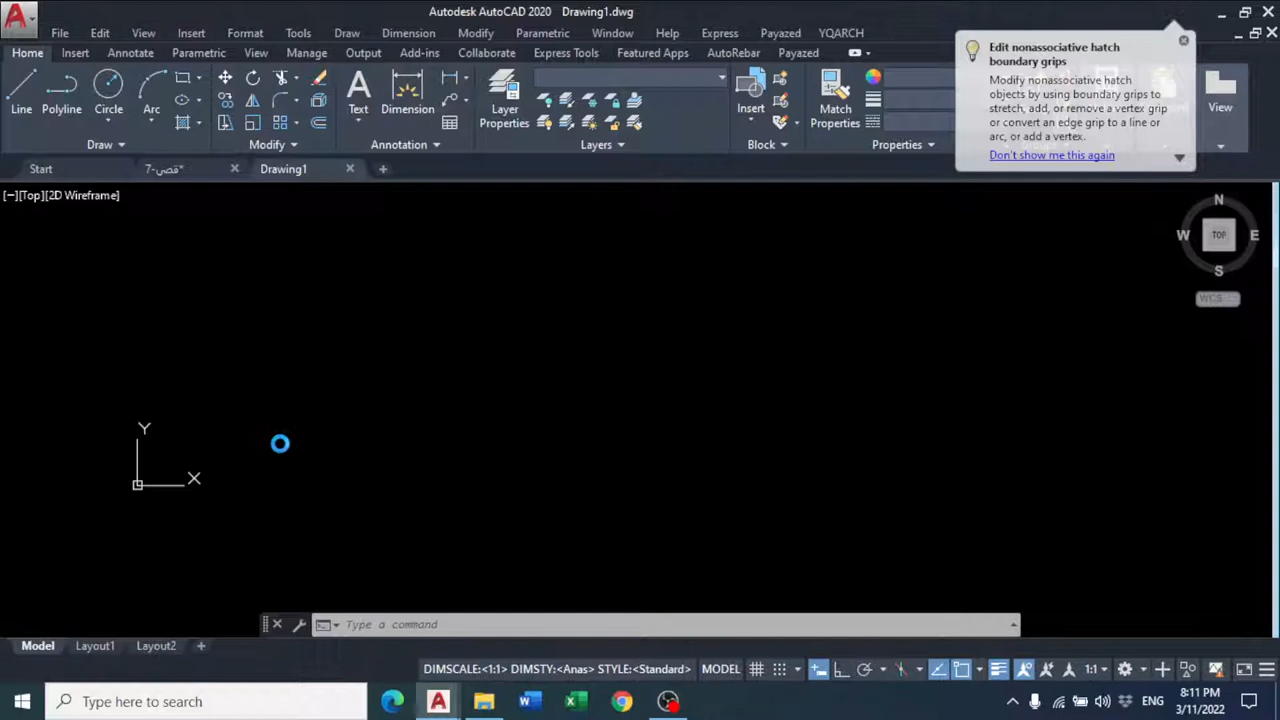 Autodesk AutoCAD 2020 Drawing1.dwg
File Edit View Insert Format Tools Draw Dimension Modify Parametric Window Help Express Payazed YQARCH
Home Insert Annotate Parametric View Manage Output Add-ins Collaborate Express Tools Featured Apps AutoRebar Payazed
Line Polyline Circle Arc
Text Dimension
Layer Properties
Insert
Match Properties
View
Draw Modify Annotation Layers Block Properties
Edit nonassociative hatch
boundary grips
Modify nonassociative hatch
objects by using boundary grips to
stretch, add, or remove a vertex grip
or convert an edge grip to a line or
arc, or add a vertex.
Don't show me this again
Start قصي-7* Drawing1
[−][Top][2D Wireframe]
N
W TOP E
S
WCS
Y
X
Type a command
Model Layout1 Layout2 +
DIMSCALE:<1:1> DIMSTY:<Anas> STYLE:<Standard> MODEL 1:1
Type here to search
ENG
8:11 PM
3/11/2022